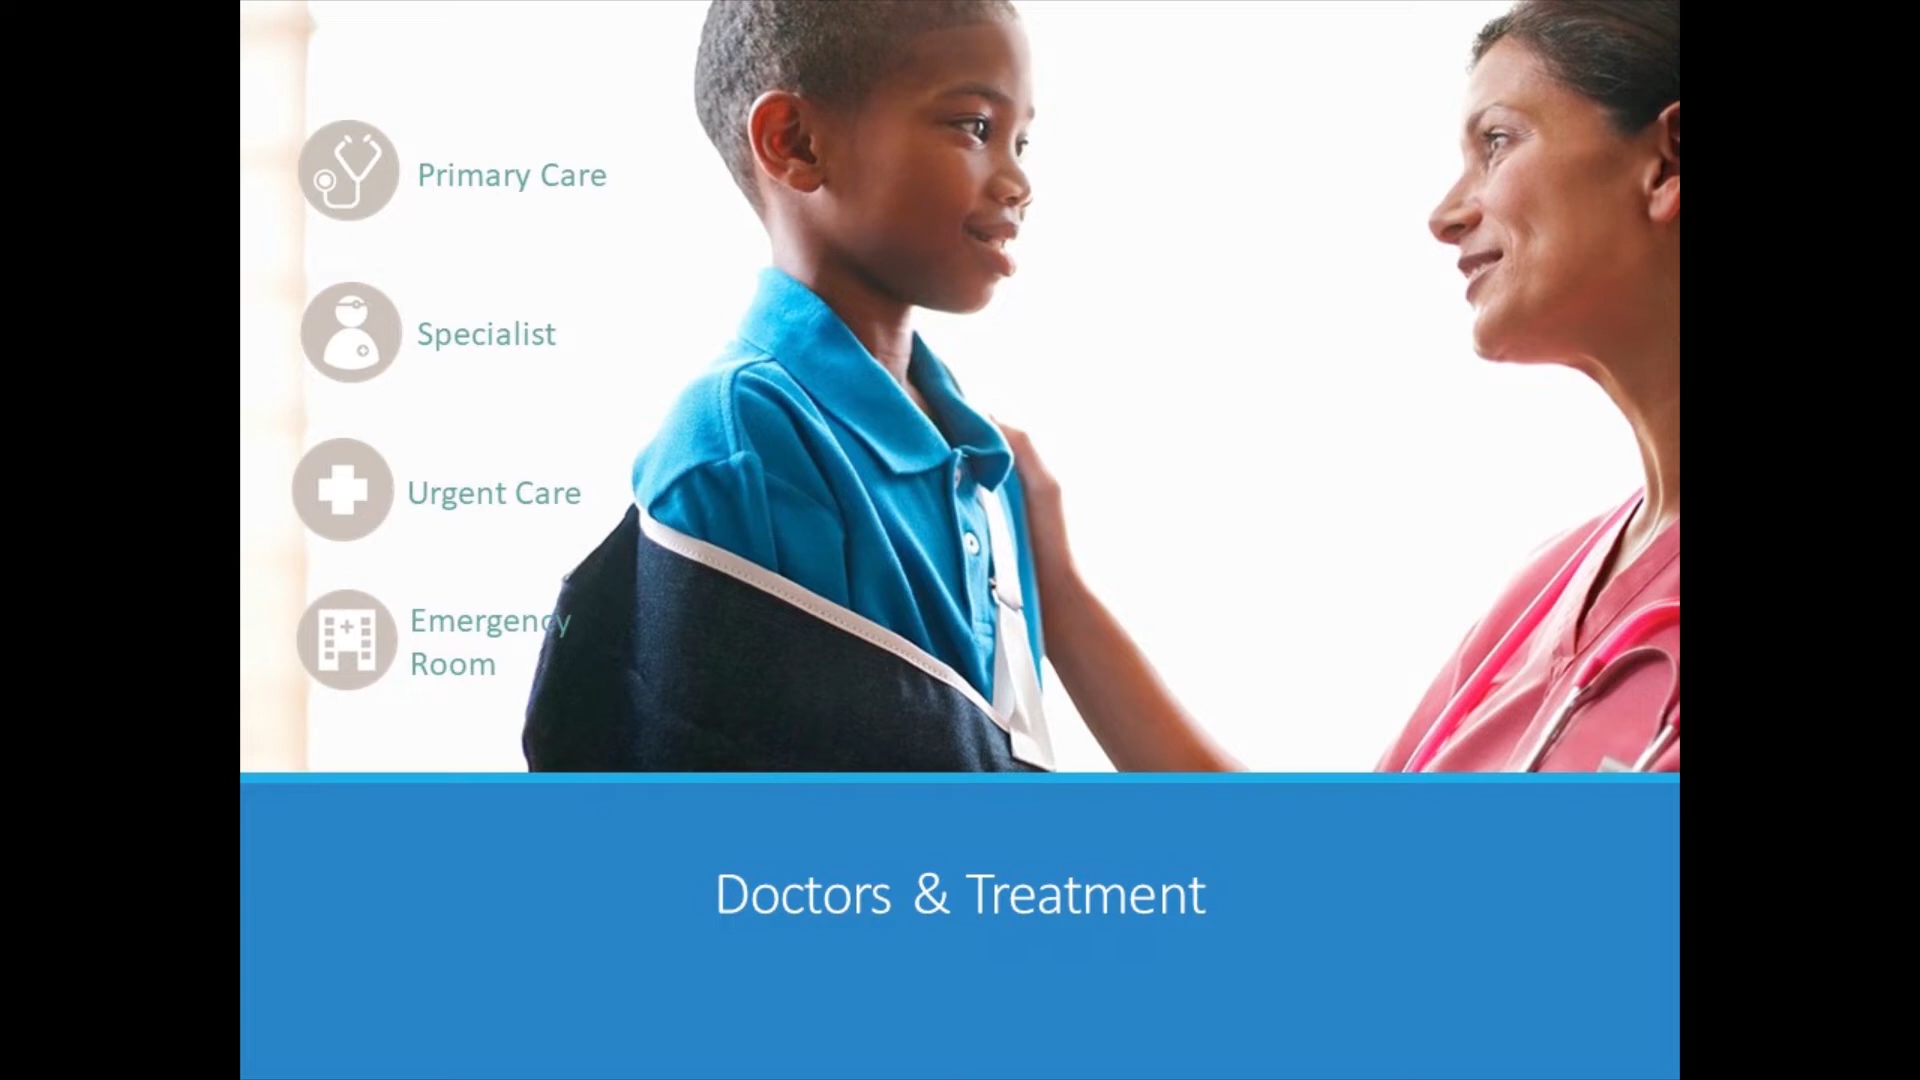 Primary Care
Specialist
Urgent Care
Emergency
Room
Doctors & Treatment